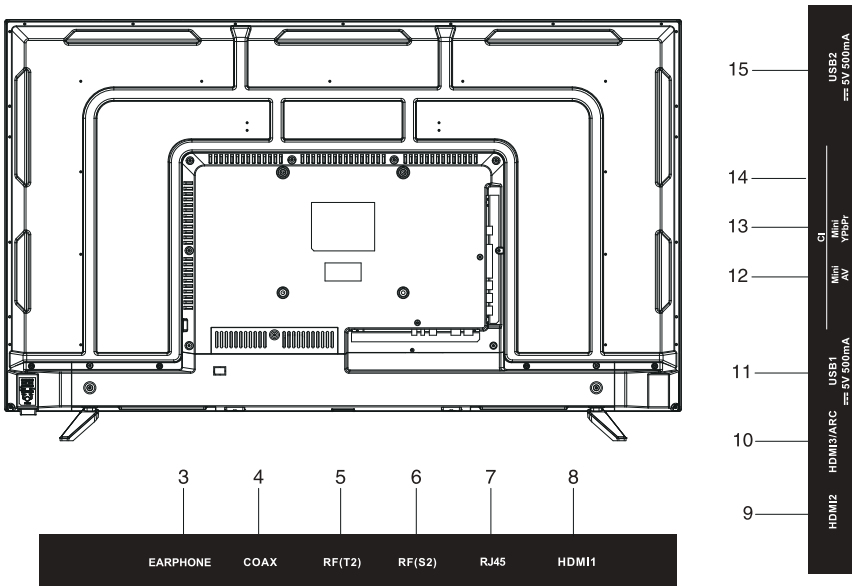 15
14
13
12
11
10
9
USB2
⎓ 5V 500mA
CI
Mini
YPbPr
Mini
AV
USB1
⎓ 5V 500mA
HDMI3/ARC
HDMI2
3 4 5 6 7 8
EARPHONE COAX RF(T2) RF(S2) RJ45 HDMI1